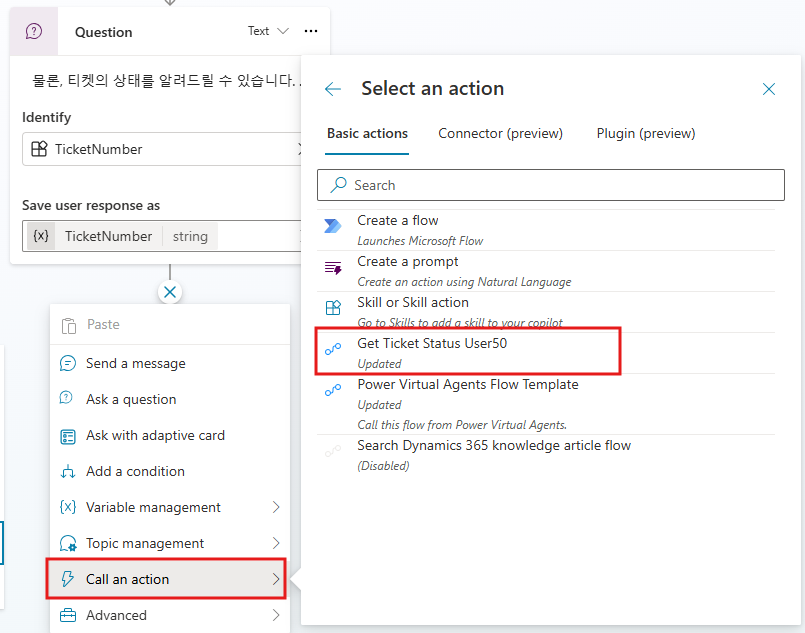 Question
Text
물론, 티켓의 상태를 알려드릴 수 있습니다. .
Identify
TicketNumber
Save user response as
{x} TicketNumber string
Paste
Send a message
Ask a question
Ask with adaptive card
Add a condition
{x} Variable management
Topic management
Call an action
Advanced
Select an action
Basic actions Connector (preview) Plugin (preview)
Search
Create a flow
Launches Microsoft Flow
Create a prompt
Create an action using Natural Language
Skill or Skill action
Go to Skills to add a skill to your copilot
Get Ticket Status User50
Updated
Power Virtual Agents Flow Template
Updated
Call this flow from Power Virtual Agents.
Search Dynamics 365 knowledge article flow
(Disabled)